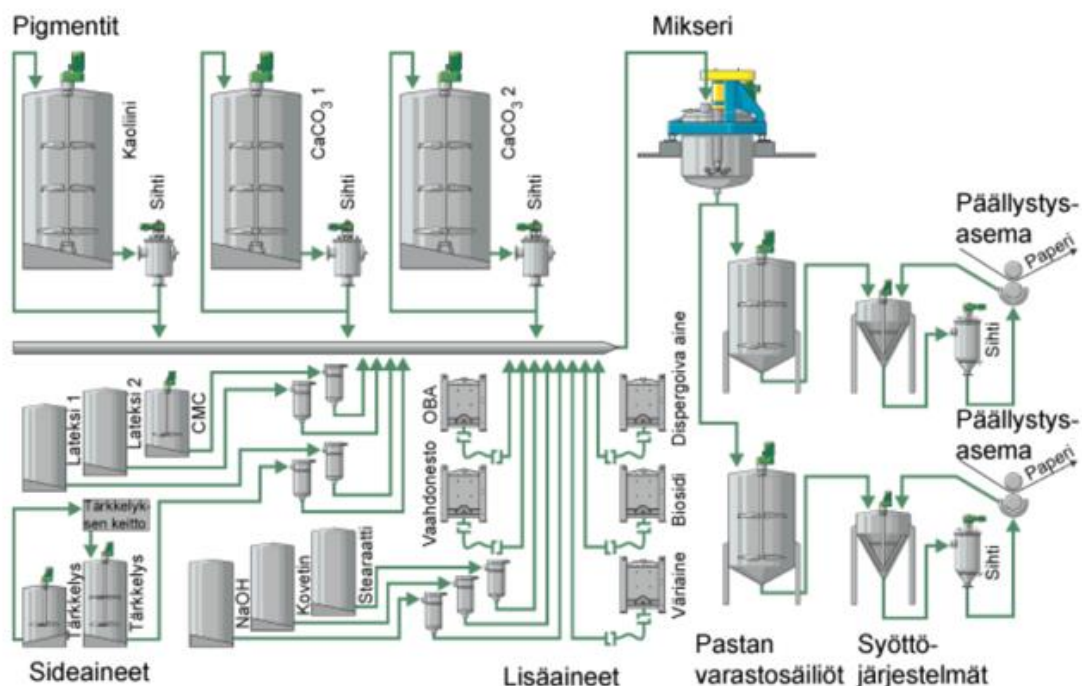 Pigmentit
Mikseri
Kaoliini
Sihti
CaCO3 1
Sihti
CaCO3 2
Sihti
Päällystys-
asema
Paperi
Sihti
Lateksi 1
Lateksi 2
CMC
OBA
Dispergoiva aine
Vaahdonesto
Biosidi
Päällystys-
asema
Paperi
Sihti
Tärkkelyk-
sen keitto
Tärkkelys
Tärkkelys
NaOH
Kovetin
Stearaatti
Väriaine
Sideaineet
Lisäaineet
Pastan
varastosäiliöt
Syöttö-
järjestelmät